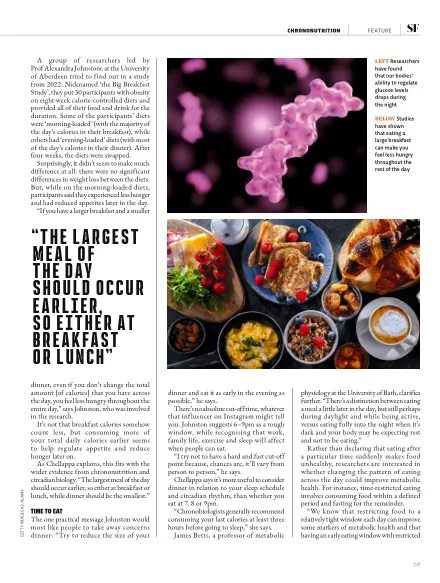 CHRONONUTRITION
FEATURE
SF
A group of researchers led by
Prof Alexandra Johnstone at the University
of Aberdeen tried to find out in a study
from 2022. Nicknamed ‘the Big Breakfast
Study’, they put 30 participants with obesity
on eight-week calorie-controlled diets and
provided all of their food and drink for the
duration. Some of the participants’ diets
were ‘morning-loaded’ (with the majority of
the day’s calories in their breakfast), while
others had ‘evening-loaded’ diets (with most
of the day’s calories in their dinner). After
four weeks, the diets were swapped.
Surprisingly, it didn’t seem to make much
difference at all: there were no significant
differences in weight loss between the diets.
But, while on the morning-loaded diets,
participants said they experienced less hunger
and had reduced appetites later in the day.
“If you have a larger breakfast and a smaller
“THE LARGEST
MEAL OF
THE DAY
SHOULD OCCUR
EARLIER,
SO EITHER AT
BREAKFAST
OR LUNCH”
dinner, even if you don’t change the total
amount [of calories] that you have across
the day, you feel less hungry throughout the
entire day,” says Johnston, who was involved
in the research.
It’s not that breakfast calories somehow
count less, but consuming more of
your total daily calories earlier seems
to help regulate appetite and reduce
hunger later on.
As Chellappa explains, this fits with the
wider evidence from chrononutrition and
circadian biology. “The largest meal of the day
should occur earlier, so either at breakfast or
lunch, while dinner should be the smallest.”
TIME TO EAT
The one practical message Johnston would
most like people to take away concerns
dinner: “Try to reduce the size of your
LEFT Researchers
have found
that our bodies’
ability to regulate
glucose levels
drops during
the night
BELOW Studies
have shown
that eating a
large breakfast
can make you
feel less hungry
throughout the
rest of the day
dinner and eat it as early in the evening as
possible,” he says.
There’s no absolute cut-off time, whatever
that influencer on Instagram might tell
you. Johnston suggests 6–9pm as a rough
window, while recognising that work,
family life, exercise and sleep will affect
when people can eat.
“I try not to have a hard and fast cut-off
point because, chances are, it’ll vary from
person to person,” he says.
Chellappa says it’s more useful to consider
dinner in relation to your sleep schedule
and circadian rhythm, than whether you
eat at 7, 8 or 9pm.
“Chronobiologists generally recommend
consuming your last calories at least three
hours before going to sleep,” she says.
James Betts, a professor of metabolic
physiology at the University of Bath, clarifies
further. “There’s a distinction between eating
a meal a little later in the day, but still perhaps
during daylight and while being active,
versus eating fully into the night when it’s
dark and your body may be expecting rest
and not to be eating.”
Rather than declaring that eating after
a particular time suddenly makes food
unhealthy, researchers are interested in
whether changing the pattern of eating
across the day could improve metabolic
health. For instance, time-restricted eating
involves consuming food within a defined
period and fasting for the remainder.
“We know that restricting food to a
relatively tight window each day can improve
some markers of metabolic health and that
having an early eating window with restricted
GETTY IMAGES X2, ALAMY
69